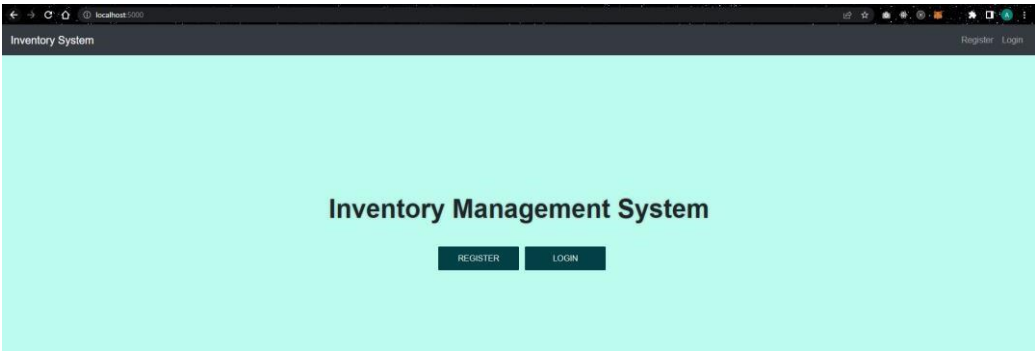 localhost:5000
Inventory System
Register Login
Inventory Management System
REGISTER LOGIN